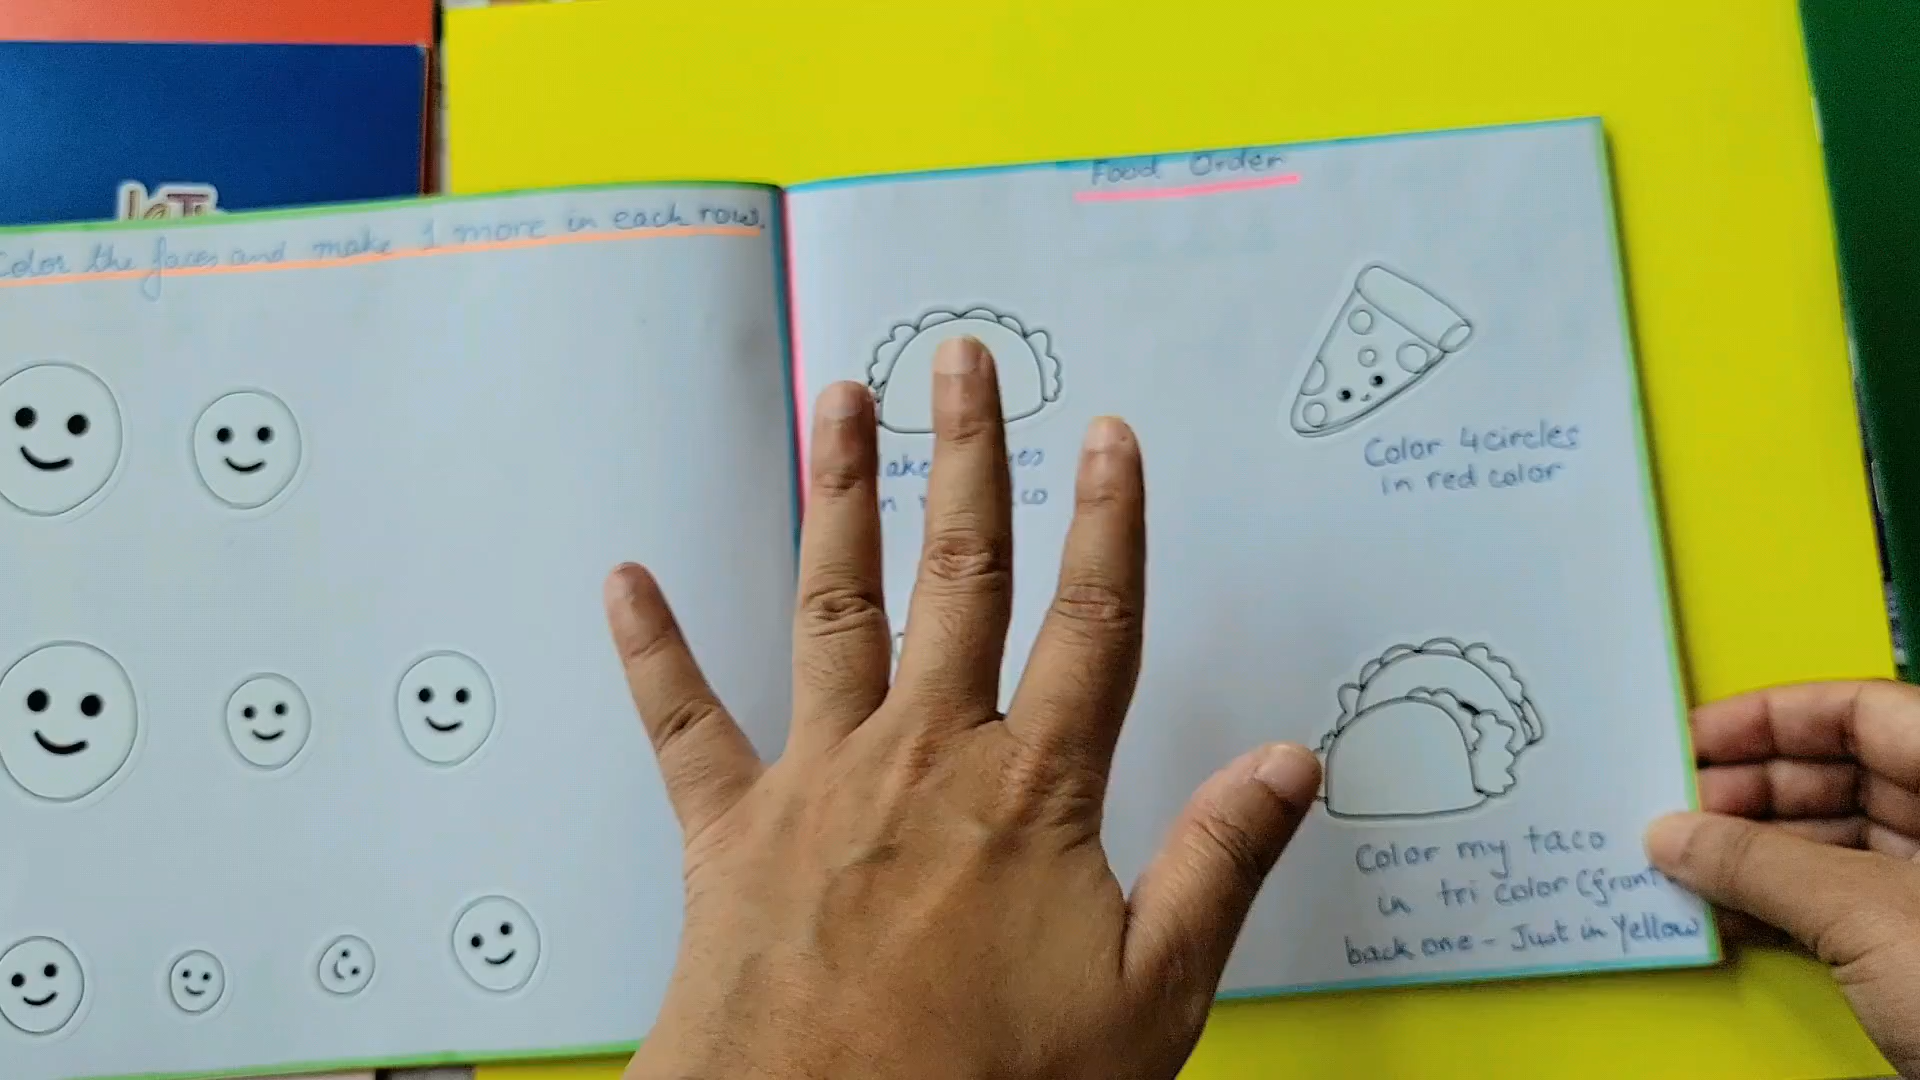 Color the faces and make 1 more in each row.
Food Order
Color 4 circles
in red color
Color my taco
in tri color (front
back one - Just in Yellow